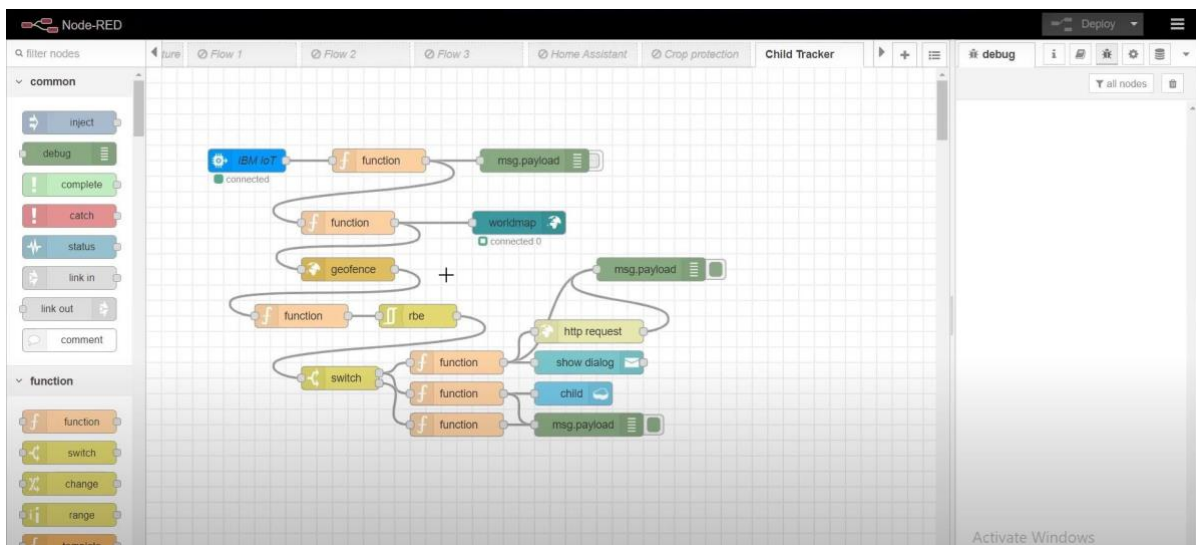 Node-RED
Deploy
filter nodes
ture
Flow 1
Flow 2
Flow 3
Home Assistant
Crop protection
Child Tracker
debug
i
all nodes
common
inject
debug
complete
catch
status
link in
link out
comment
function
function
switch
change
range
template
IBM IoT
connected
function
msg.payload
function
worldmap
connected 0
geofence
msg.payload
function
rbe
http request
function
show dialog
switch
function
child
function
msg.payload
Activate Windows